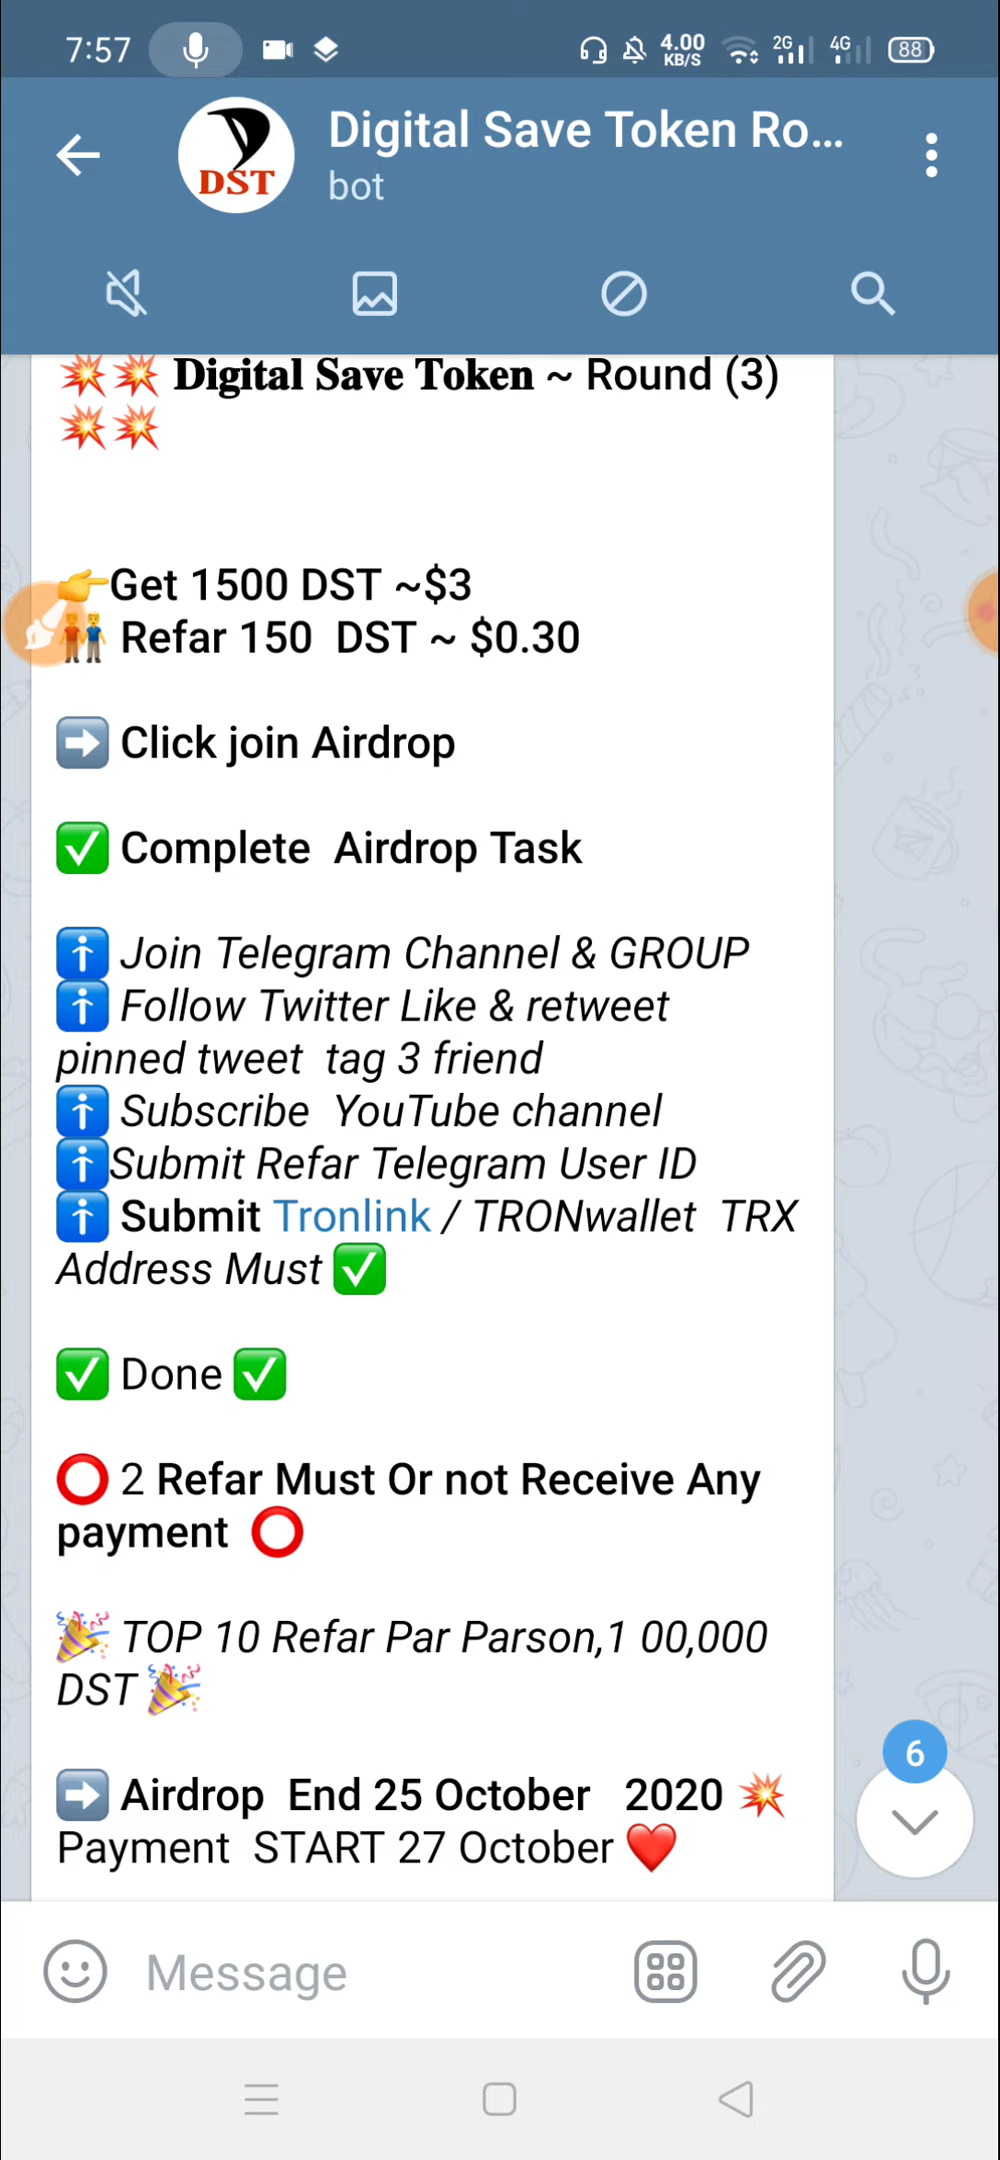 7:57
4.00
KB/S
2G
4G
88
Digital Save Token Ro...
bot
DST
💥💥 Digital Save Token ~ Round (3)
💥💥
👉Get 1500 DST ~$3
👬 Refar 150 DST ~ $0.30
➡️ Click join Airdrop
✅ Complete Airdrop Task
🚹 Join Telegram Channel & GROUP
🚹 Follow Twitter Like & retweet
pinned tweet tag 3 friend
🚹 Subscribe YouTube channel
🚹Submit Refar Telegram User ID
🚹 Submit Tronlink / TRONwallet TRX
Address Must ✅
✅ Done ✅
⭕ 2 Refar Must Or not Receive Any
payment ⭕
🎉 TOP 10 Refar Par Parson,1 00,000
DST 🎉
➡️ Airdrop End 25 October 2020 💥
Payment START 27 October ❤️
6
Message